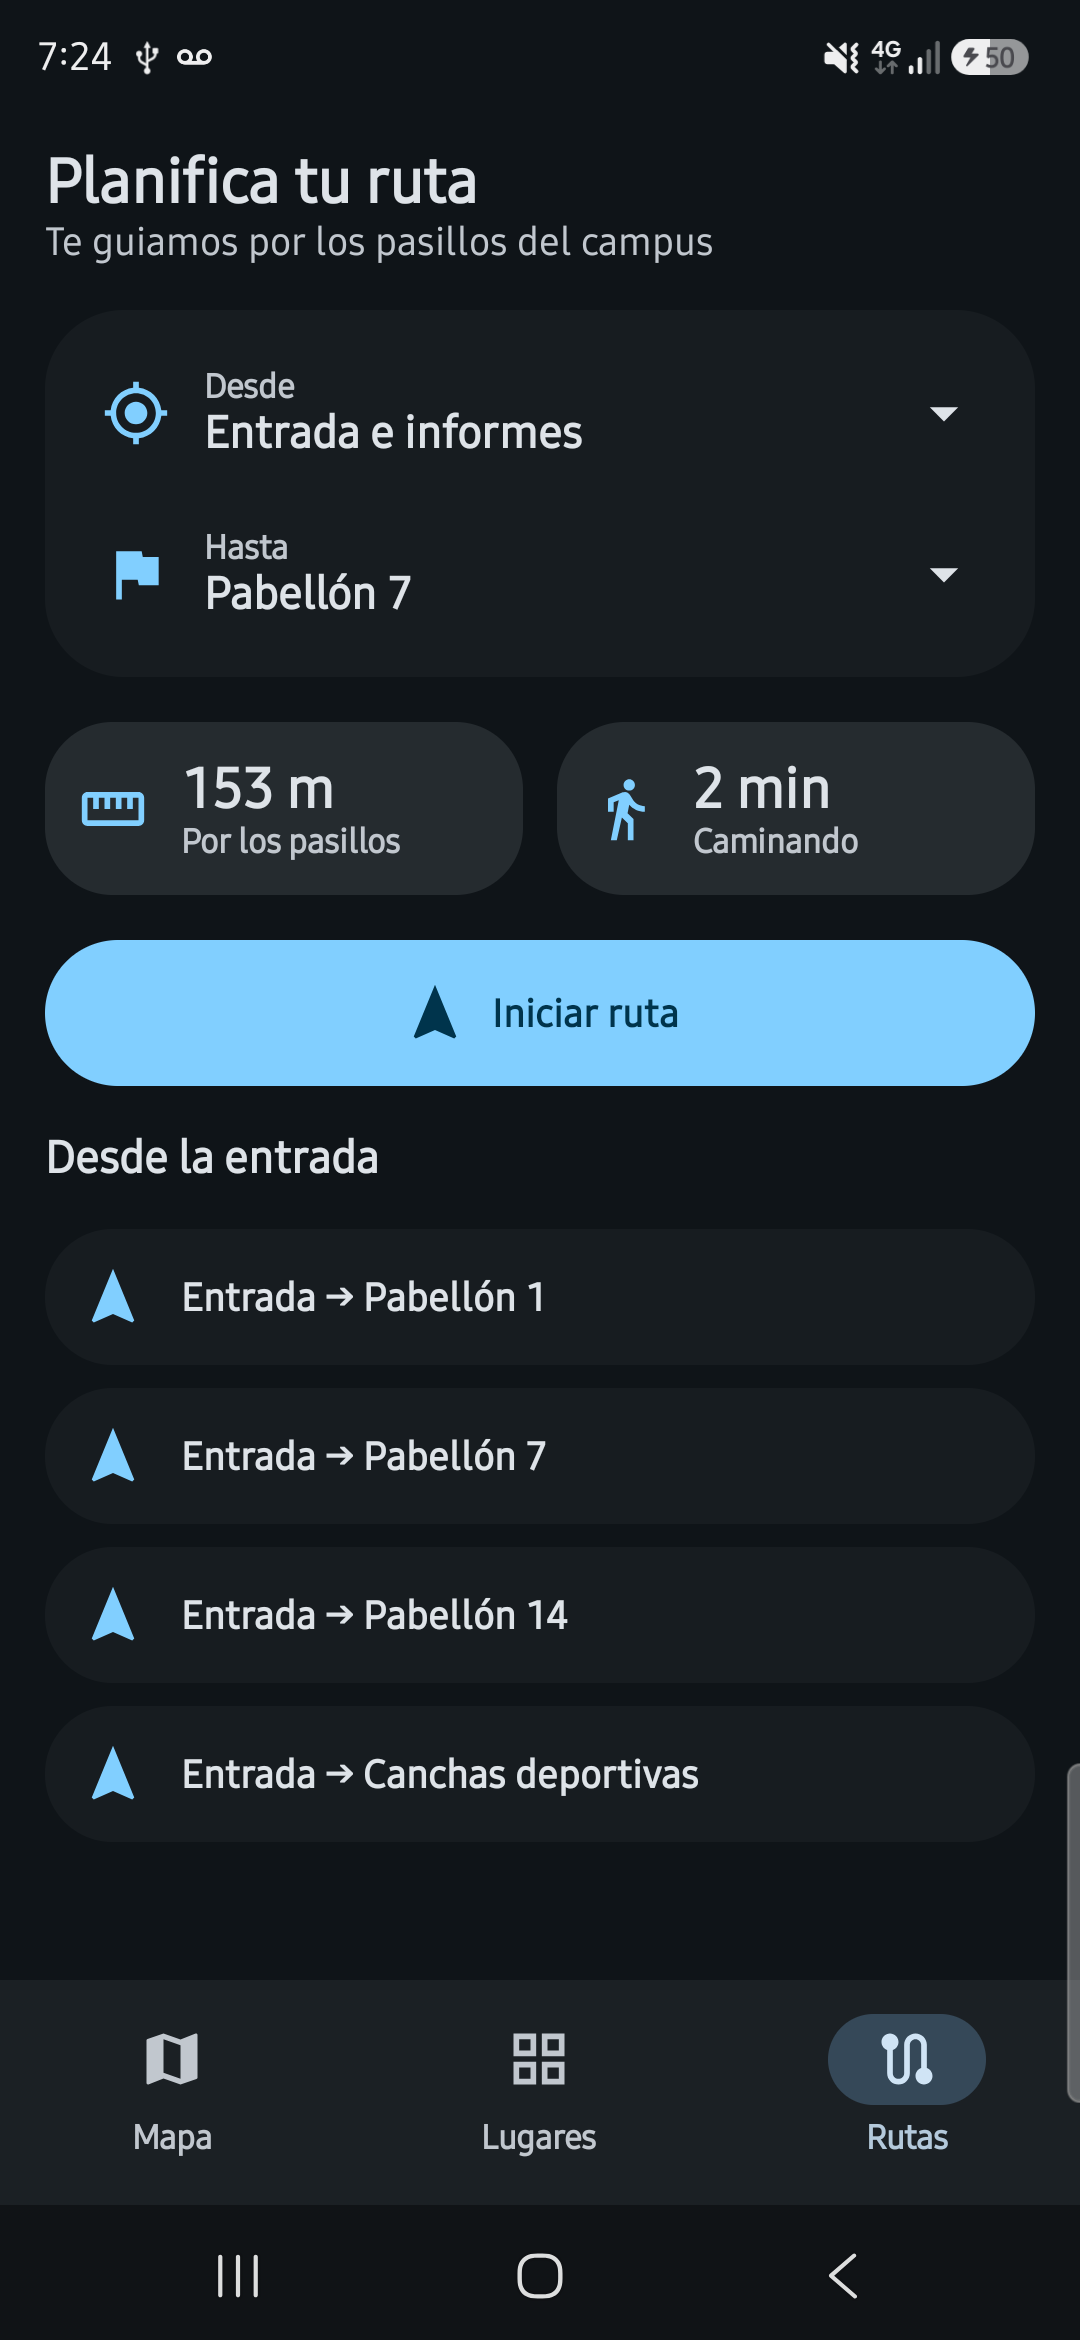 7:24
4G
50
Planifica tu ruta
Te guiamos por los pasillos del campus
Desde
Entrada e informes
Hasta
Pabellón 7
153 m
Por los pasillos
2 min
Caminando
Iniciar ruta
Desde la entrada
Entrada → Pabellón 1
Entrada → Pabellón 7
Entrada → Pabellón 14
Entrada → Canchas deportivas
Mapa
Lugares
Rutas